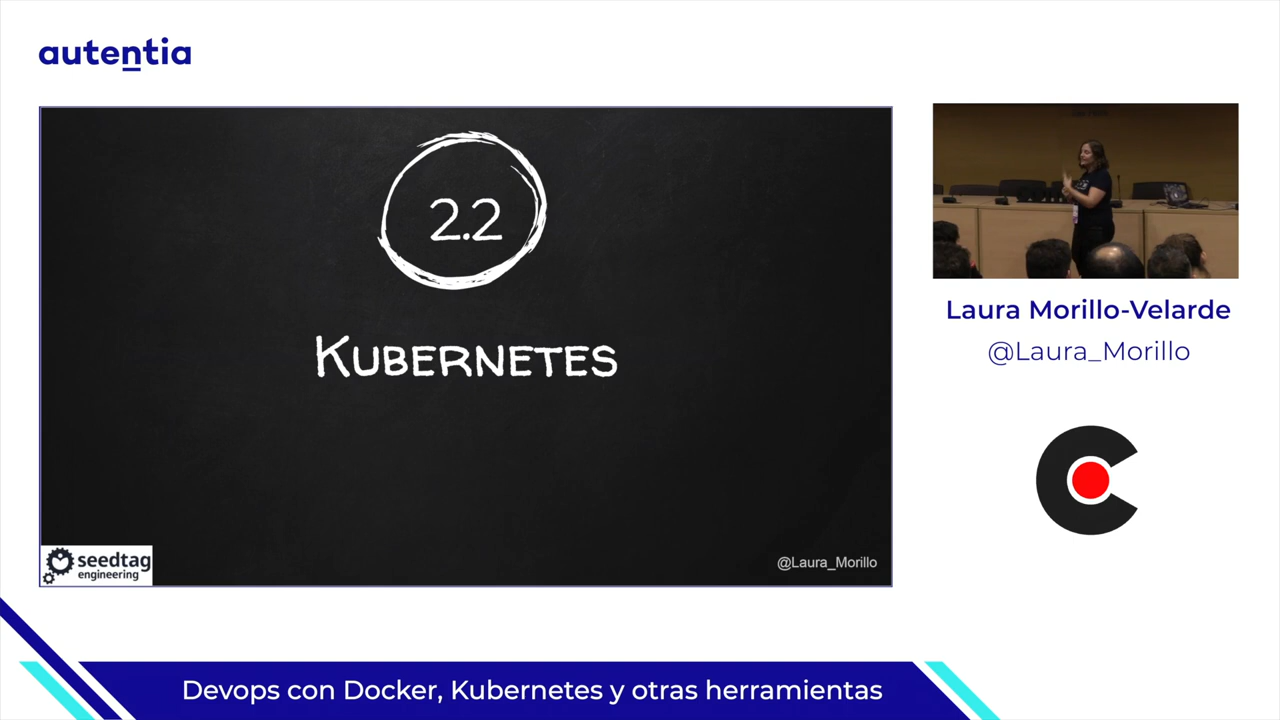 autentia
2.2
Kubernetes
seedtag
engineering
@Laura_Morillo
Laura Morillo-Velarde
@Laura_Morillo
Devops con Docker, Kubernetes y otras herramientas